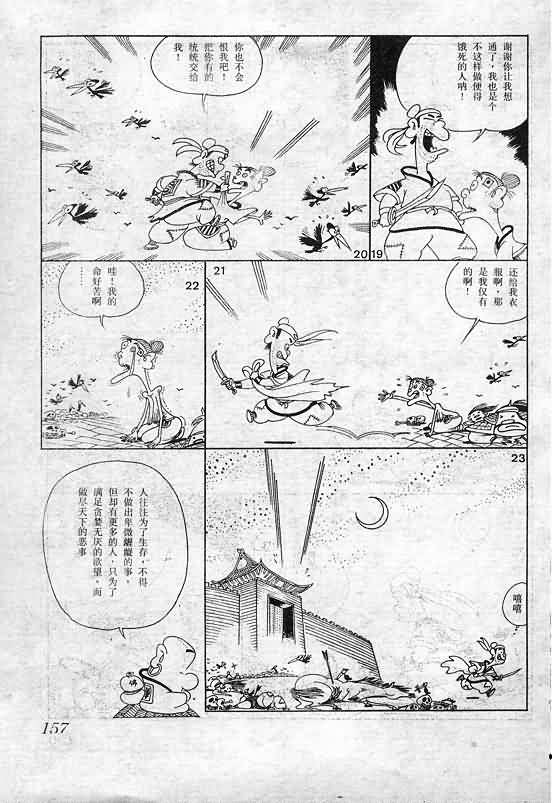 谢谢你让我想
通了，我也是个
不这样做便得
饿死的人呐！
19
你也不会
恨我吧！
把你有的
统统交给
我！
20
还给我衣
服啊，那
是我仅有
的啊！
21
哇！我的
命好苦啊
22
23
嘻
嘻
人往往为了生存，不得
不做出卑微龌龊的事。
但却有更多的人，只为了
满足贪婪无厌的欲望，而
做尽天下的恶事
佛
157